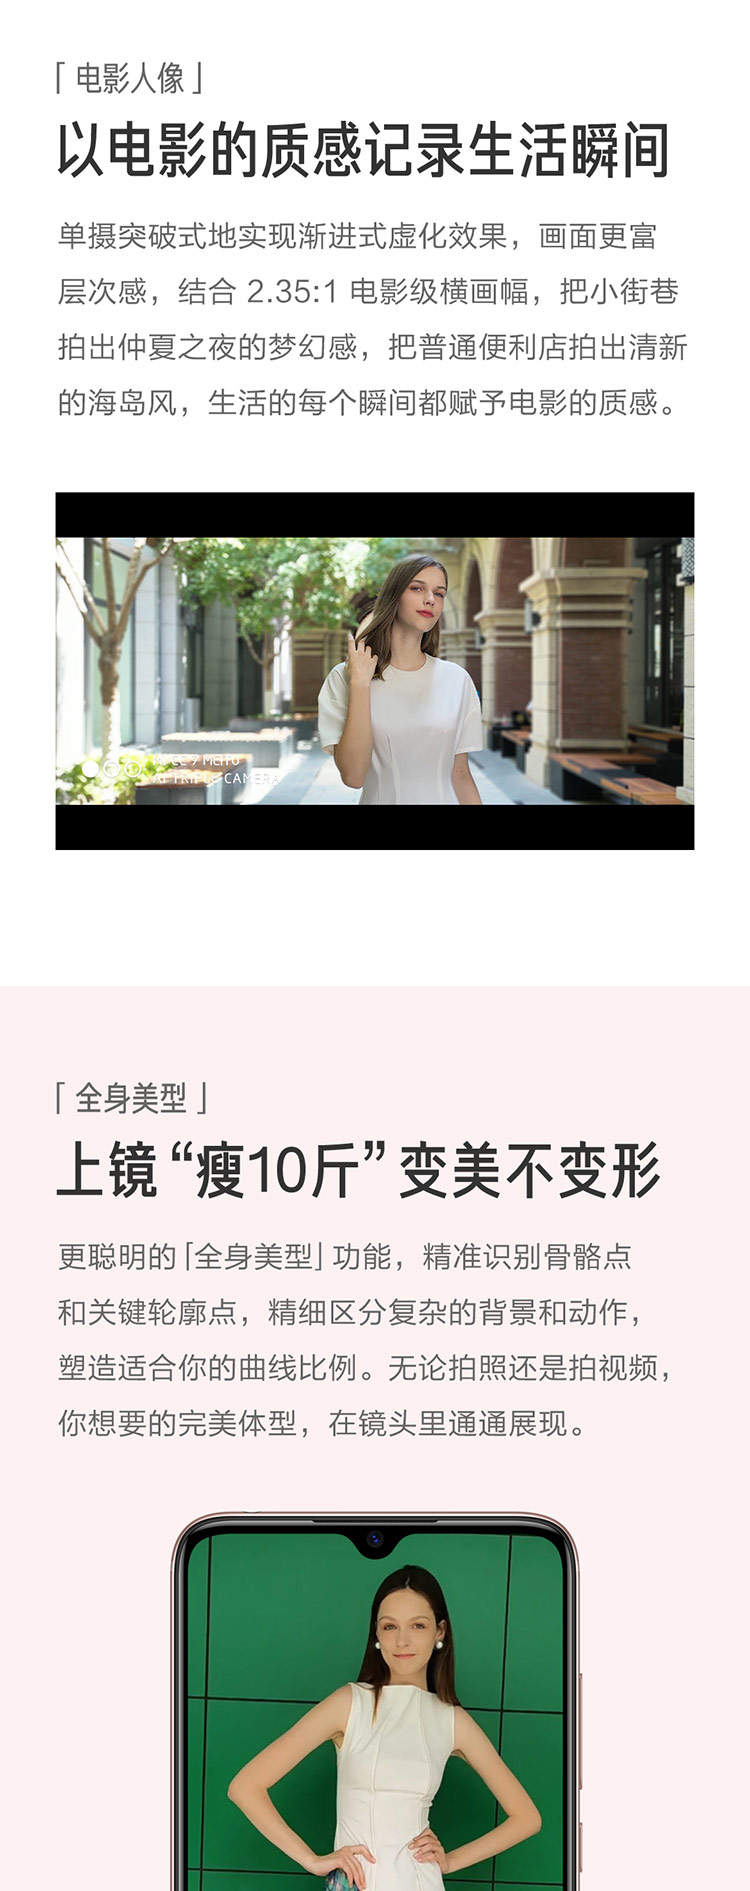 「电影人像」
以电影的质感记录生活瞬间
单摄突破式地实现渐进式虚化效果，画面更富
层次感，结合 2.35:1 电影级横画幅，把小街巷
拍出仲夏之夜的梦幻感，把普通便利店拍出清新
的海岛风，生活的每个瞬间都赋予电影的质感。
MI CC 9 MEITU
AI TRIPLE CAMERA
「全身美型」
上镜“瘦10斤”变美不变形
更聪明的「全身美型」功能，精准识别骨骼点
和关键轮廓点，精细区分复杂的背景和动作，
塑造适合你的曲线比例。无论拍照还是拍视频，
你想要的完美体型，在镜头里通通展现。